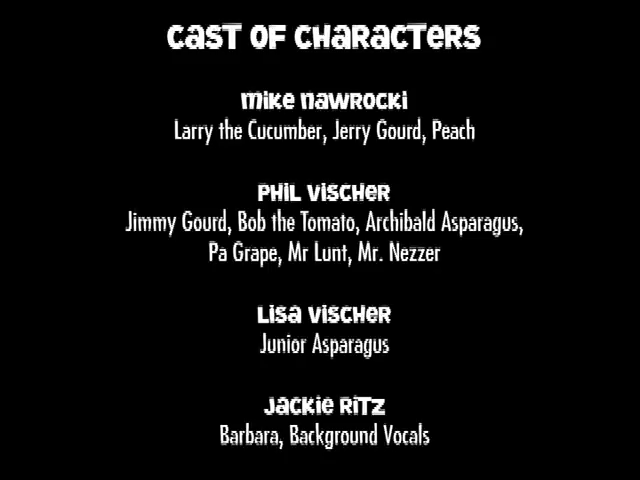 CAST OF CHARACTERS
MIKE NAWROCKI
Larry the Cucumber, Jerry Gourd, Peach
PHIL VISCHER
Jimmy Gourd, Bob the Tomato, Archibald Asparagus,
Pa Grape, Mr Lunt, Mr. Nezzer
LISA VISCHER
Junior Asparagus
JACKIE RITZ
Barbara, Background Vocals